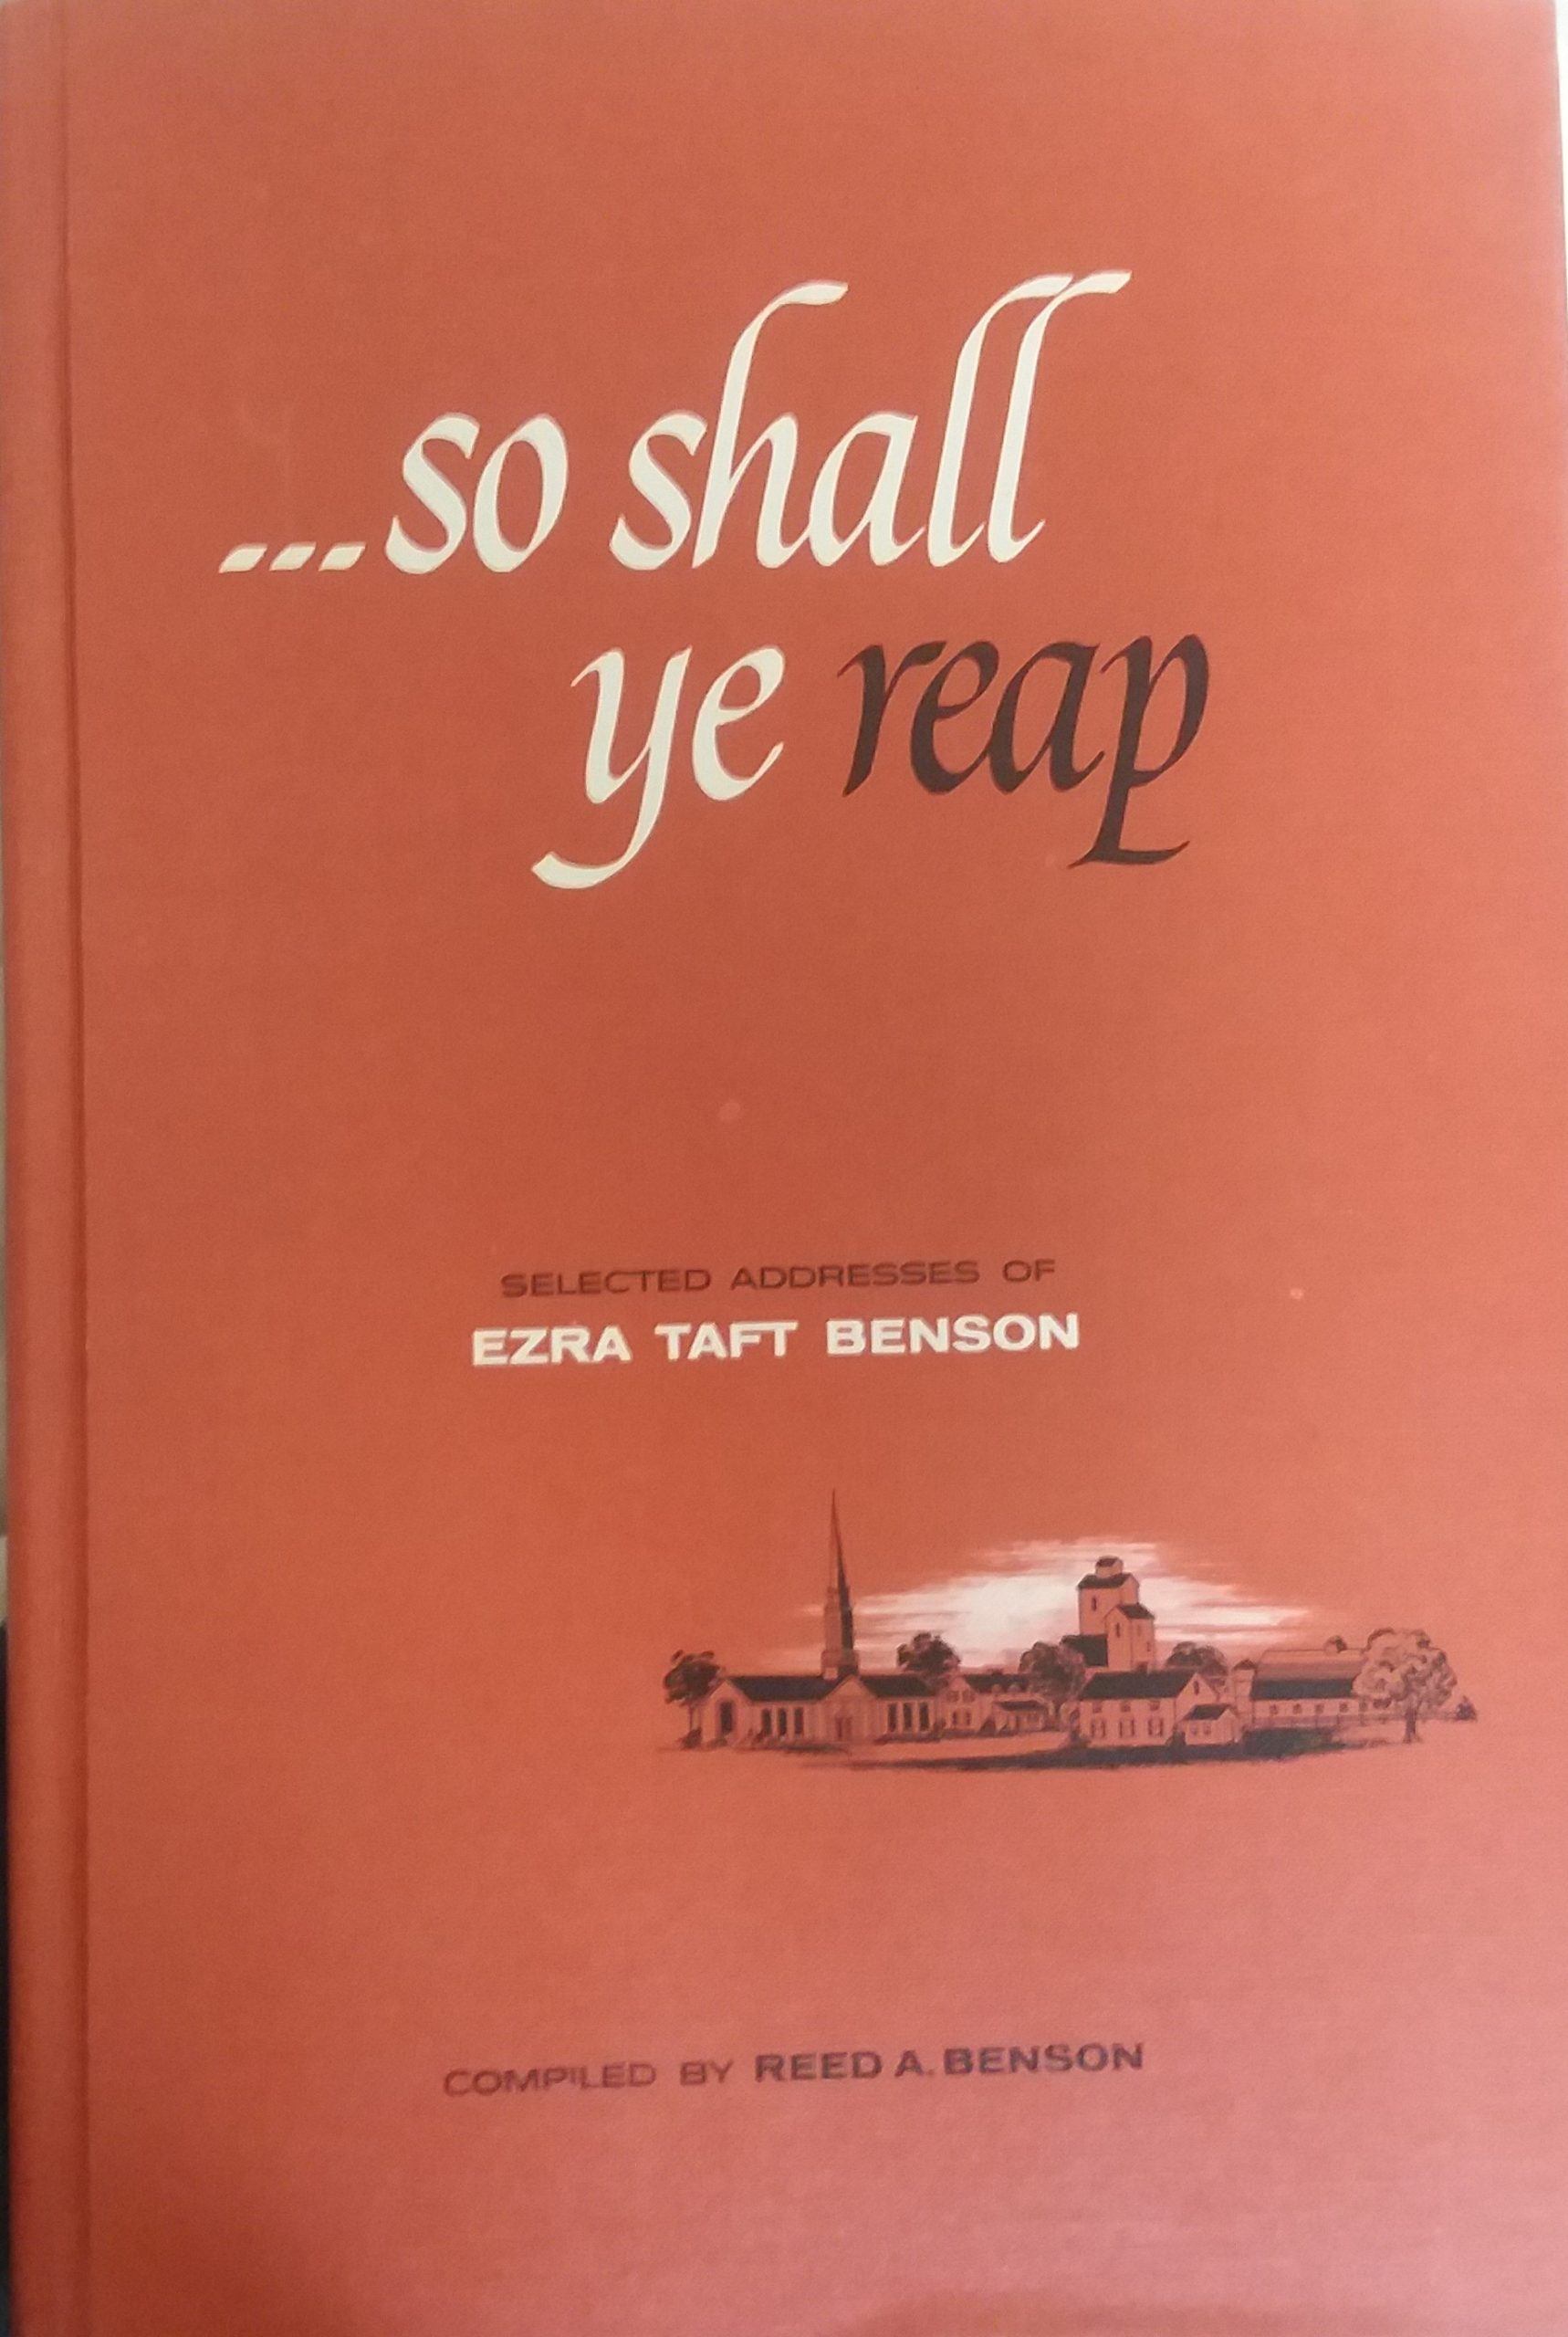 ...so shall
ye reap
SELECTED ADDRESSES OF
EZRA TAFT BENSON
COMPILED BY REED A. BENSON